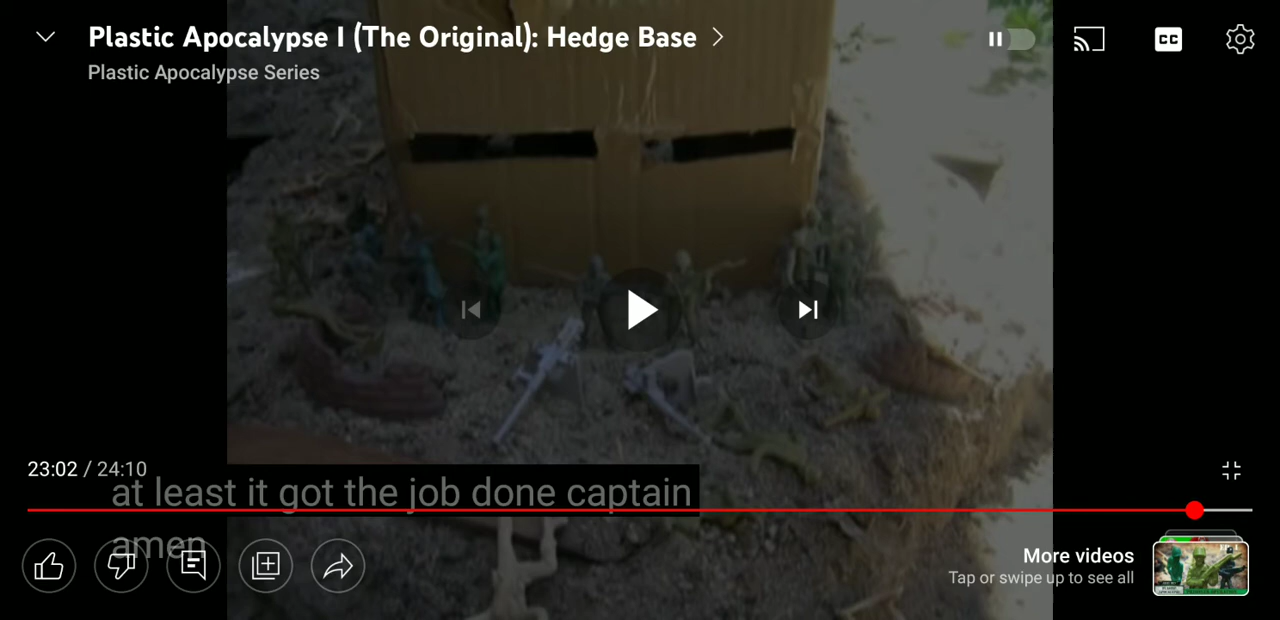 Plastic Apocalypse I (The Original): Hedge Base
Plastic Apocalypse Series
CC
23:02 / 24:10
at least it got the job done captain
amen
More videos
Tap or swipe up to see all